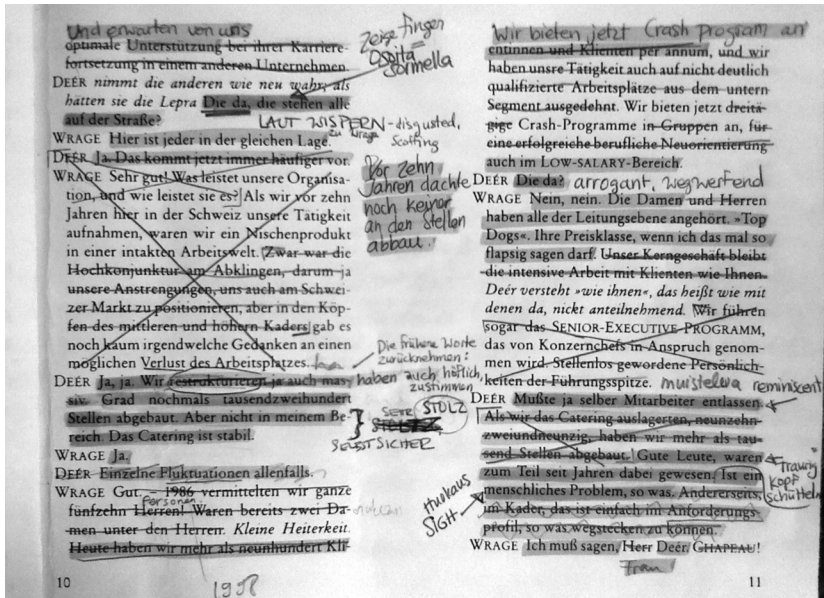 Und erwarten von uns
optimale Unterstützung bei ihrer Karriere-
fortsetzung in einem anderen Unternehmen.
DEÉR nimmt die anderen wie neu wahr, als
hätten sie die Lepra Die da, die stehen alle
auf der Straße?
WRAGE Hier ist jeder in der gleichen Lage.
DEÉR Ja. Das kommt jetzt immer häufiger vor.
WRAGE Sehr gut! Was leistet unsere Organisa-
tion, und wie leistet sie es? Als wir vor zehn
Jahren hier in der Schweiz unsere Tätigkeit
aufnahmen, waren wir ein Nischenprodukt
in einer intakten Arbeitswelt. Zwar war die
Hochkonjunktur am Abklingen, darum ja
unsere Anstrengungen, uns auch am Schwei-
zer Markt zu positionieren, aber in den Köp-
fen des mittleren und höhern Kaders gab es
noch kaum irgendwelche Gedanken an einen
möglichen Verlust des Arbeitsplatzes.
DEÉR Ja, ja. Wir restrukturieren ja auch mas-
siv. Grad nochmals tausendzweihundert
Stellen abgebaut. Aber nicht in meinem Be-
reich. Das Catering ist stabil.
WRAGE Ja.
DEÉR Einzelne Fluktuationen allenfalls.
WRAGE Gut – 1986 vermittelten wir ganze
Personen
fünfzehn Herren! Waren bereits zwei Da-
men unter den Herren. Kleine Heiterkeit.
Heute haben wir mehr als neunhundert Kli-
10
1998
Zeigefinger
Osoita
sormella
LAUT WISPERN - disgusted,
zu Wrage
Vor zehn
Jahren dachte
noch keiner
an den Stellen
abbau.
Die frühere Worte
zurücknehmen:
haben auch höflich
zustimmen
SEHR STOLZ
SELBSTSICHER
Wir bieten jetzt Crash program an
entinnen und Klienten per annum, und wir
haben unsre Tätigkeit auch auf nicht deutlich
qualifizierte Arbeitsplätze aus dem untern
Segment ausgedehnt. Wir bieten jetzt dreitä-
gige Crash-Programme in Gruppen an, für
eine erfolgreiche berufliche Neuorientierung
auch im LOW-SALARY-Bereich.
DEÉR Die da? arrogant, wegwerfend
WRAGE Nein, nein. Die Damen und Herren
haben alle der Leitungsebene angehört. »Top
Dogs«. Ihre Preisklasse, wenn ich das mal so
flapsig sagen darf. Unser Kerngeschäft bleibt
die intensive Arbeit mit Klienten wie Ihnen.
Deér versteht »wie ihnen«, das heißt wie mit
denen da, nickt anteilnehmend. Wir führen
sogar das SENIOR-EXECUTIVE PROGRAMM,
das von Konzernchefs in Anspruch genom-
men wird. Stellenlos gewordene Persönlich-
keiten der Führungsspitze. muisteleva reminiscent
DEÉR Mußte ja selber Mitarbeiter entlassen.
Als wir das Catering auslagerten, neunzehn-
zweiundneunzig, haben wir mehr als tau-
send Stellen abgebaut. Gute Leute, waren
zum Teil seit Jahren dabei gewesen. Ist ein
menschliches Problem, so was. Andererseits,
im Kader, das ist einfach im Anforderungs-
profil, so was wegstecken zu können.
WRAGE Ich muß sagen, Herr Deér, CHAPEAU!
Frau
Traurig
Kopf
schütteln
Huokaus
SIGH
11